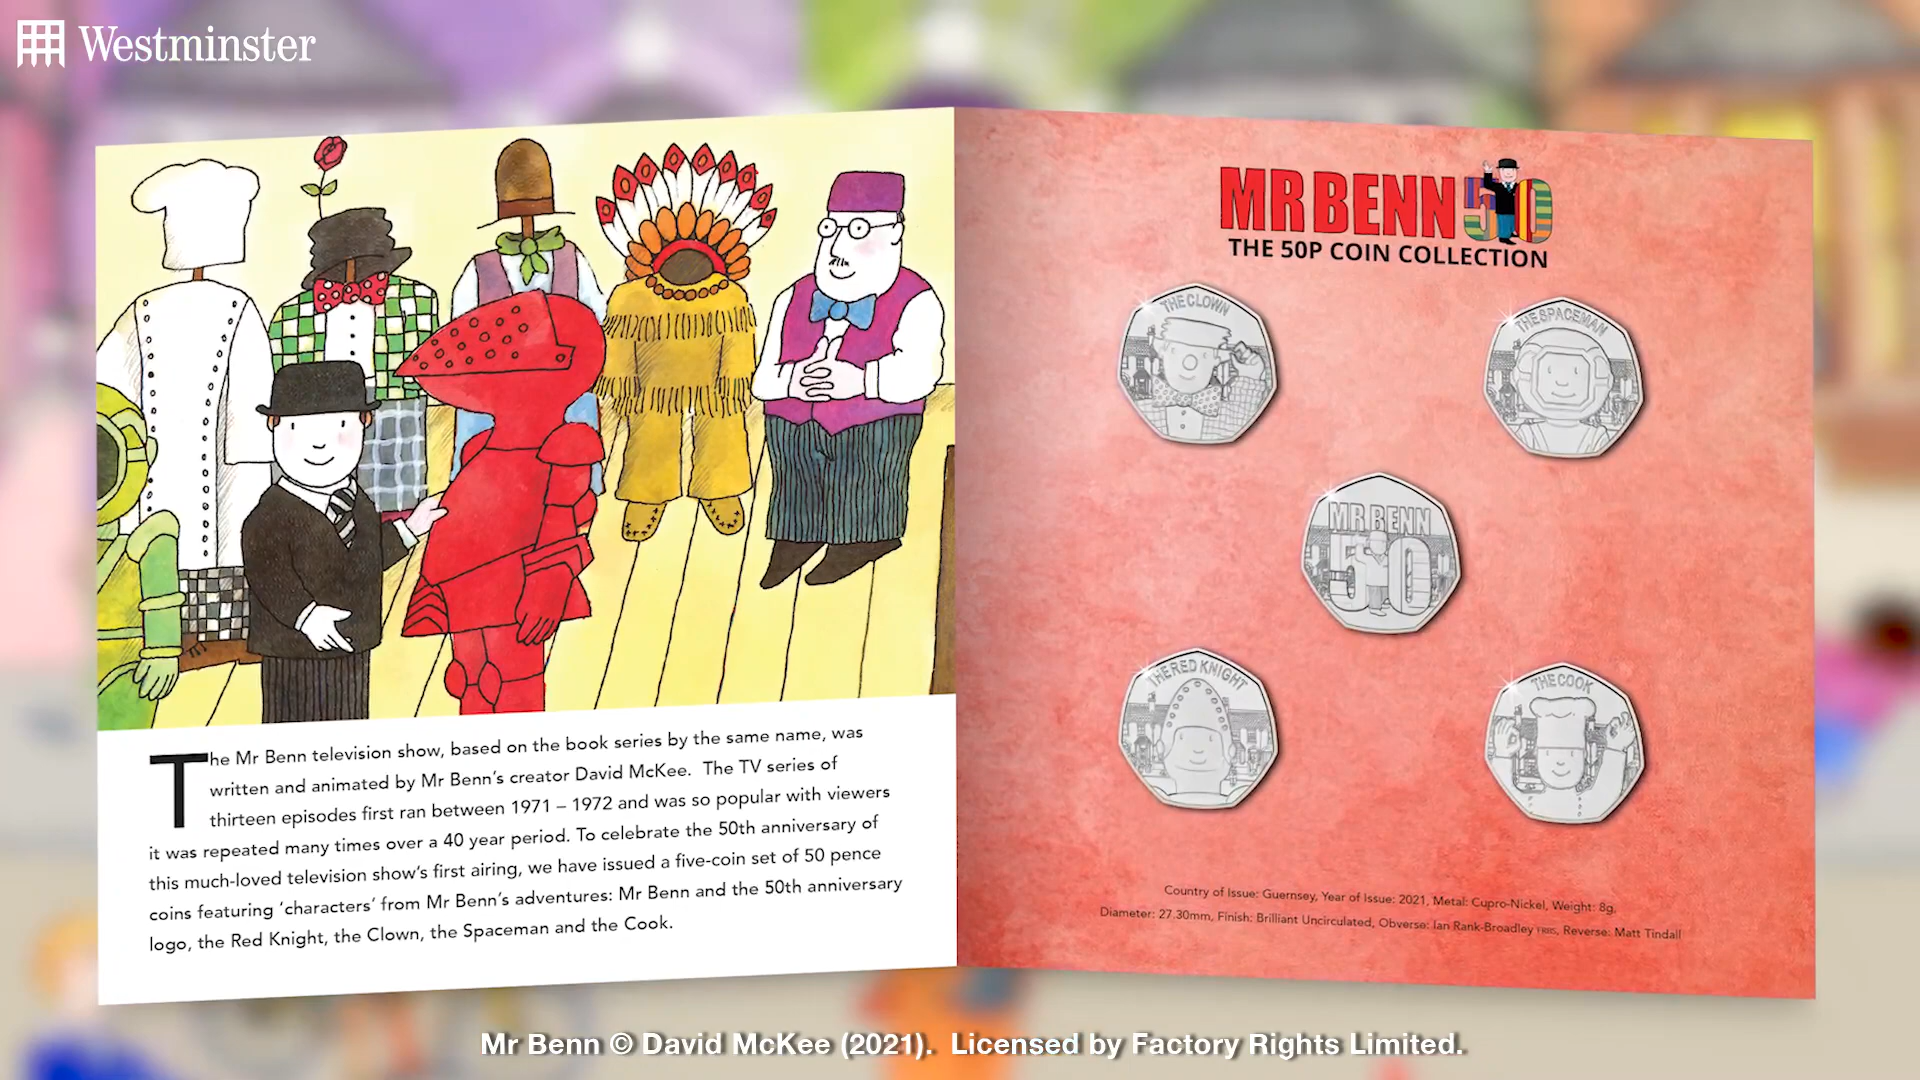 Westminster
The Mr Benn television show, based on the book series by the same name, was
written and animated by Mr Benn's creator David McKee. The TV series of
thirteen episodes first ran between 1971 – 1972 and was so popular with viewers
it was repeated many times over a 40 year period. To celebrate the 50th anniversary of
this much-loved television show's first airing, we have issued a five-coin set of 50 pence
coins featuring 'characters' from Mr Benn's adventures: Mr Benn and the 50th anniversary
logo, the Red Knight, the Clown, the Spaceman and the Cook.
MR BENN 50
THE 50P COIN COLLECTION
THE CLOWN
THE SPACEMAN
MR BENN
50
THE RED KNIGHT
THE COOK
Country of Issue: Guernsey, Year of Issue: 2021, Metal: Cupro-Nickel, Weight: 8g,
Diameter: 27.30mm, Finish: Brilliant Uncirculated, Obverse: Ian Rank-Broadley FRBS, Reverse: Matt Tindall
Mr Benn © David McKee (2021). Licensed by Factory Rights Limited.